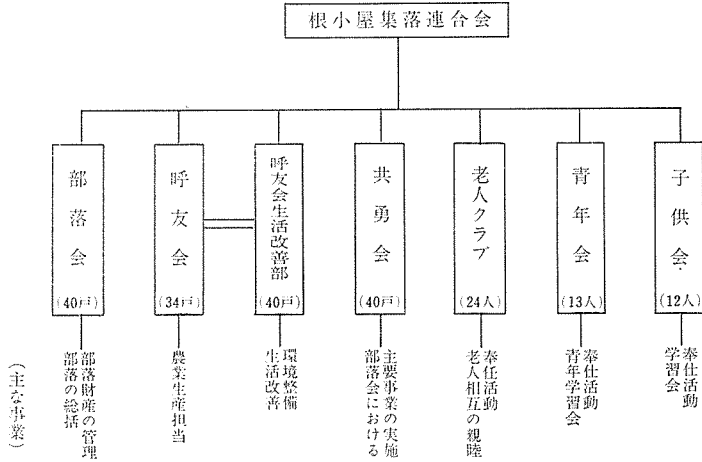 根小屋集落連合会
部落会
(40戸)
呼友会
(34戸)
呼友会生活改善部
(40戸)
共勇会
(40戸)
老人クラブ
(24人)
青年会
(13人)
子供会
(12人)
(主な事業)
部落の総括
部落財産の管理
農業生産担当
生活改善
環境整備
部落会における
主要事業の実施
老人相互の親睦
奉仕活動
青年学習会
奉仕活動
学習会
奉仕活動